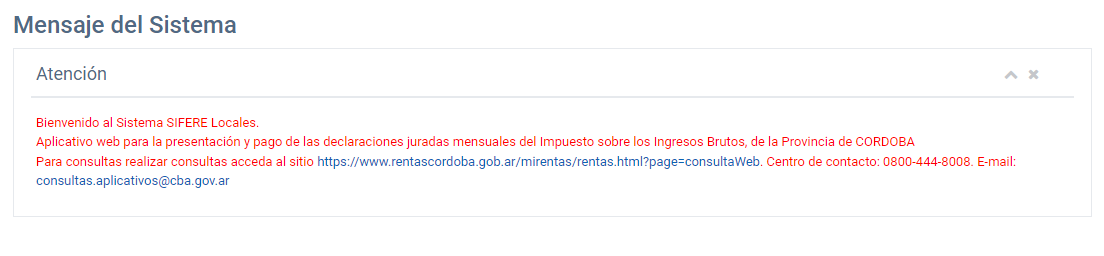 Mensaje del Sistema
Atención
Bienvenido al Sistema SIFERE Locales.
Aplicativo web para la presentación y pago de las declaraciones juradas mensuales del Impuesto sobre los Ingresos Brutos, de la Provincia de CORDOBA
Para consultas realizar consultas acceda al sitio https://www.rentascordoba.gob.ar/mirentas/rentas.html?page=consultaWeb. Centro de contacto: 0800-444-8008. E-mail:
consultas.aplicativos@cba.gov.ar